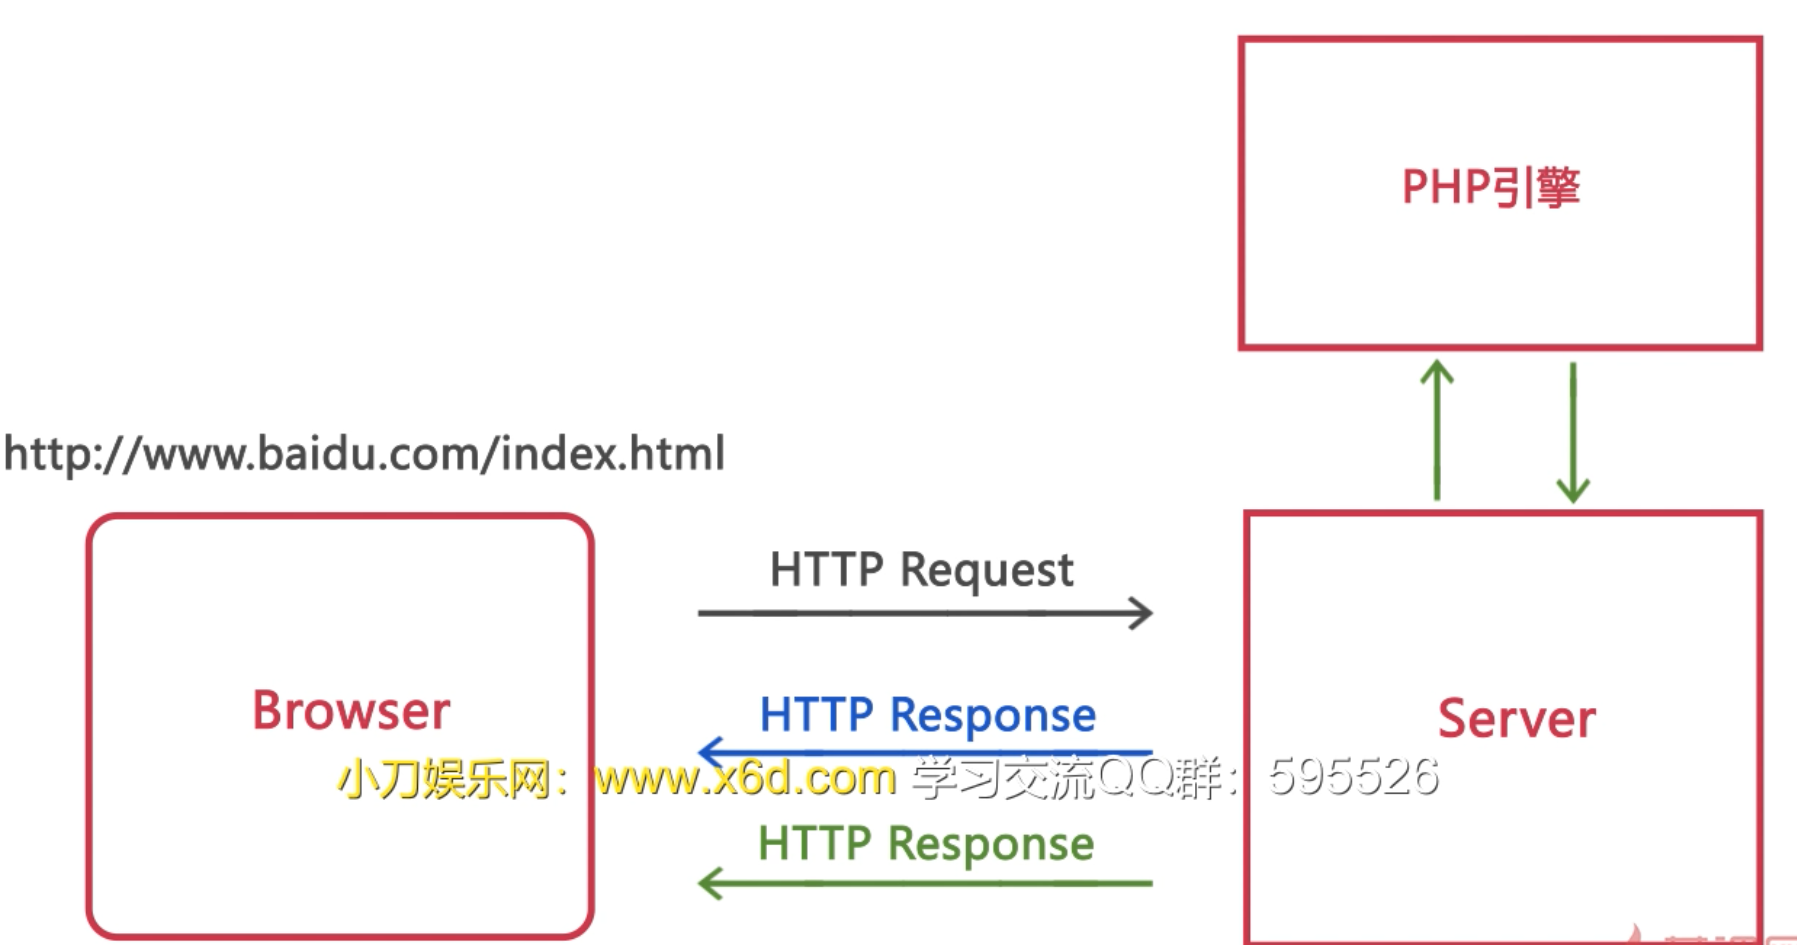 PHP引擎
http://www.baidu.com/index.html
HTTP Request
Browser
HTTP Response
Server
小刀娱乐网：www.x6d.com 学习交流QQ群：595526
HTTP Response